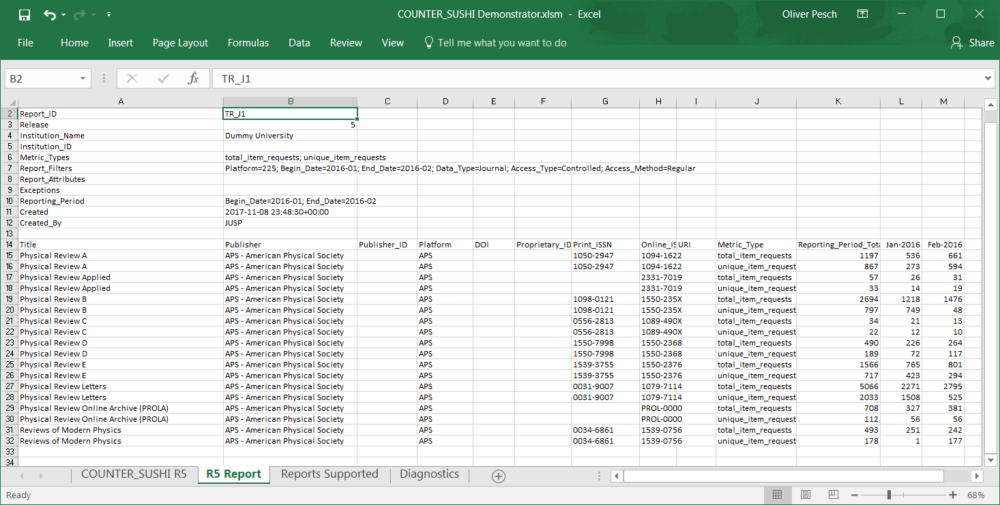 COUNTER_SUSHI Demonstrator.xlsm - Excel Oliver Pesch
File Home Insert Page Layout Formulas Data Review View Tell me what you want to do Share
B2 fx TR_J1
A B C D E F G H I J K L M
2 Report_ID TR_J1
3 Release 5
4 Institution_Name Dummy University
5 Institution_ID
6 Metric_Types total_item_requests; unique_item_requests
7 Report_Filters Platform=225; Begin_Date=2016-01; End_Date=2016-02; Data_Type=Journal; Access_Type=Controlled; Access_Method=Regular
8 Report_Attributes
9 Exceptions
10 Reporting_Period Begin_Date=2016-01; End_Date=2016-02
11 Created 2017-11-08 23:48:30+00:00
12 Created_By JUSP
13
14 Title Publisher Publisher_ID Platform DOI Proprietary_ID Print_ISSN Online_IS URI Metric_Type Reporting_Period_Tota Jan-2016 Feb-2016
15 Physical Review A APS - American Physical Society APS 1050-2947 1094-1622 total_item_requests 1197 536 661
16 Physical Review A APS - American Physical Society APS 1050-2947 1094-1622 unique_item_request 867 273 594
17 Physical Review Applied APS - American Physical Society APS 2331-7019 total_item_requests 57 26 31
18 Physical Review Applied APS - American Physical Society APS 2331-7019 unique_item_request 33 14 19
19 Physical Review B APS - American Physical Society APS 1098-0121 1550-235X total_item_requests 2694 1218 1476
20 Physical Review B APS - American Physical Society APS 1098-0121 1550-235X unique_item_request 797 749 48
21 Physical Review C APS - American Physical Society APS 0556-2813 1089-490X total_item_requests 34 21 13
22 Physical Review C APS - American Physical Society APS 0556-2813 1089-490X unique_item_request 22 12 10
23 Physical Review D APS - American Physical Society APS 1550-7998 1550-2368 total_item_requests 490 226 264
24 Physical Review D APS - American Physical Society APS 1550-7998 1550-2368 unique_item_request 189 72 117
25 Physical Review E APS - American Physical Society APS 1539-3755 1550-2376 total_item_requests 1566 765 801
26 Physical Review E APS - American Physical Society APS 1539-3755 1550-2376 unique_item_request 717 423 294
27 Physical Review Letters APS - American Physical Society APS 0031-9007 1079-7114 total_item_requests 5066 2271 2795
28 Physical Review Letters APS - American Physical Society APS 0031-9007 1079-7114 unique_item_request 2033 1508 525
29 Physical Review Online Archive (PROLA) APS - American Physical Society APS PROL-0000 total_item_requests 708 327 381
30 Physical Review Online Archive (PROLA) APS - American Physical Society APS PROL-0000 unique_item_request 112 56 56
31 Reviews of Modern Physics APS - American Physical Society APS 0034-6861 1539-0756 total_item_requests 493 251 242
32 Reviews of Modern Physics APS - American Physical Society APS 0034-6861 1539-0756 unique_item_request 178 1 177
33
34
COUNTER_SUSHI R5 R5 Report Reports Supported Diagnostics
Ready 68%